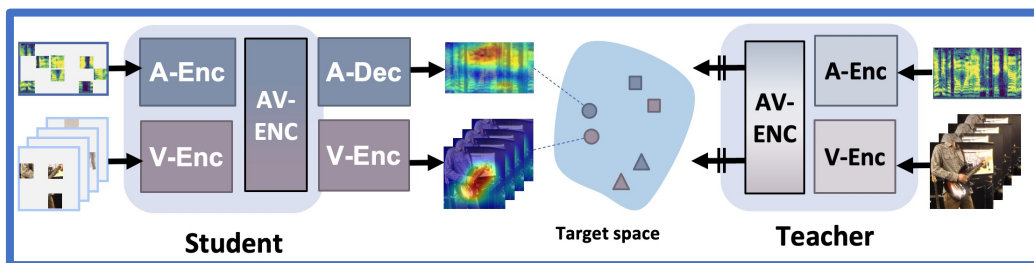 A-Enc
V-Enc
AV-
ENC
A-Dec
V-Enc
Student
Target space
AV-
ENC
A-Enc
V-Enc
Teacher